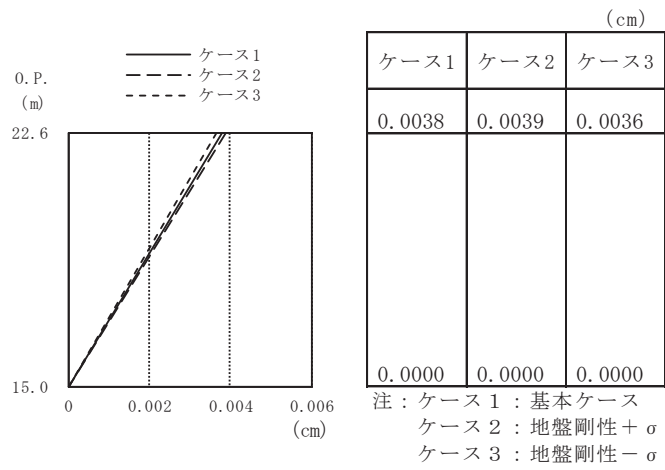 (cm)
ケース1
ケース2
ケース3
O.P.
(m)
22.6
15.0
0 0.002 0.004 0.006
(cm)
ケース1 ケース2 ケース3
0.0038 0.0039 0.0036
0.0000 0.0000 0.0000
注：ケース１：基本ケース
ケース２：地盤剛性＋σ
ケース３：地盤剛性－σ